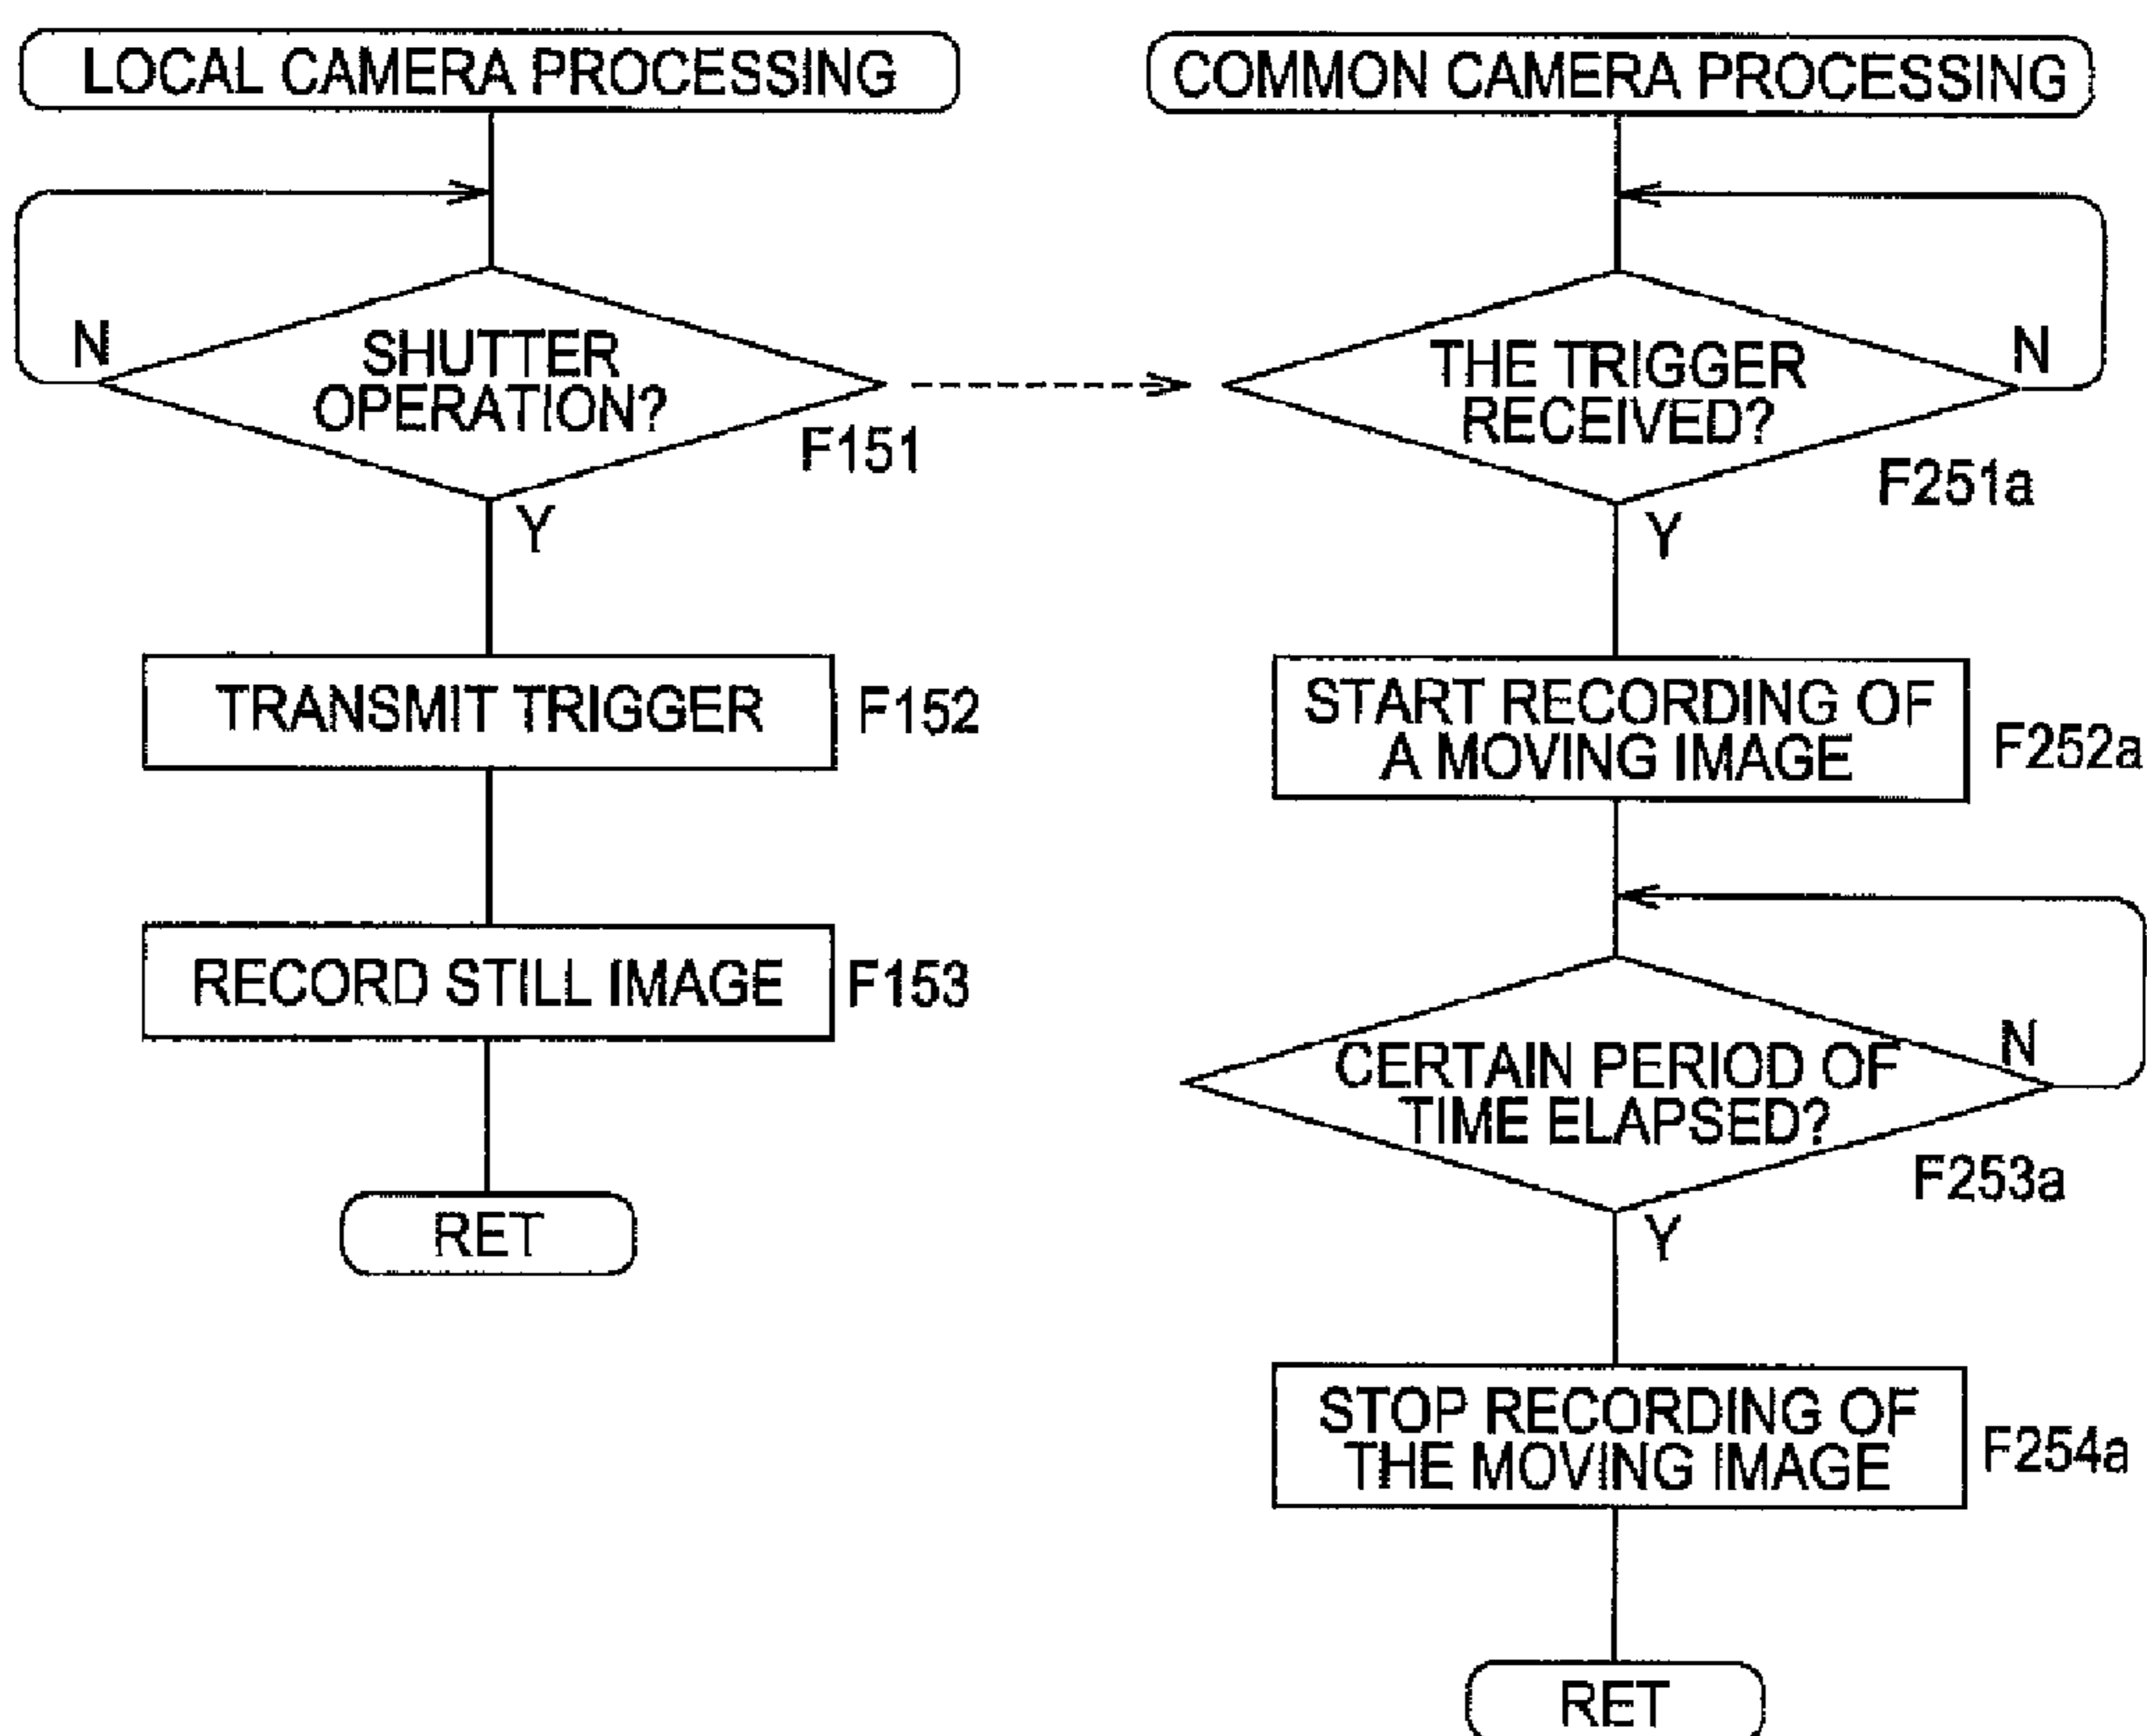 LOCAL CAMERA PROCESSING
N
SHUTTER
OPERATION?
F151
Y
TRANSMIT TRIGGER
F152
RECORD STILL IMAGE
F153
RET
COMMON CAMERA PROCESSING
THE TRIGGER
RECEIVED?
N
F251a
Y
START RECORDING OF
A MOVING IMAGE
F252a
CERTAIN PERIOD OF
TIME ELAPSED?
N
F253a
Y
STOP RECORDING OF
THE MOVING IMAGE
F254a
RET